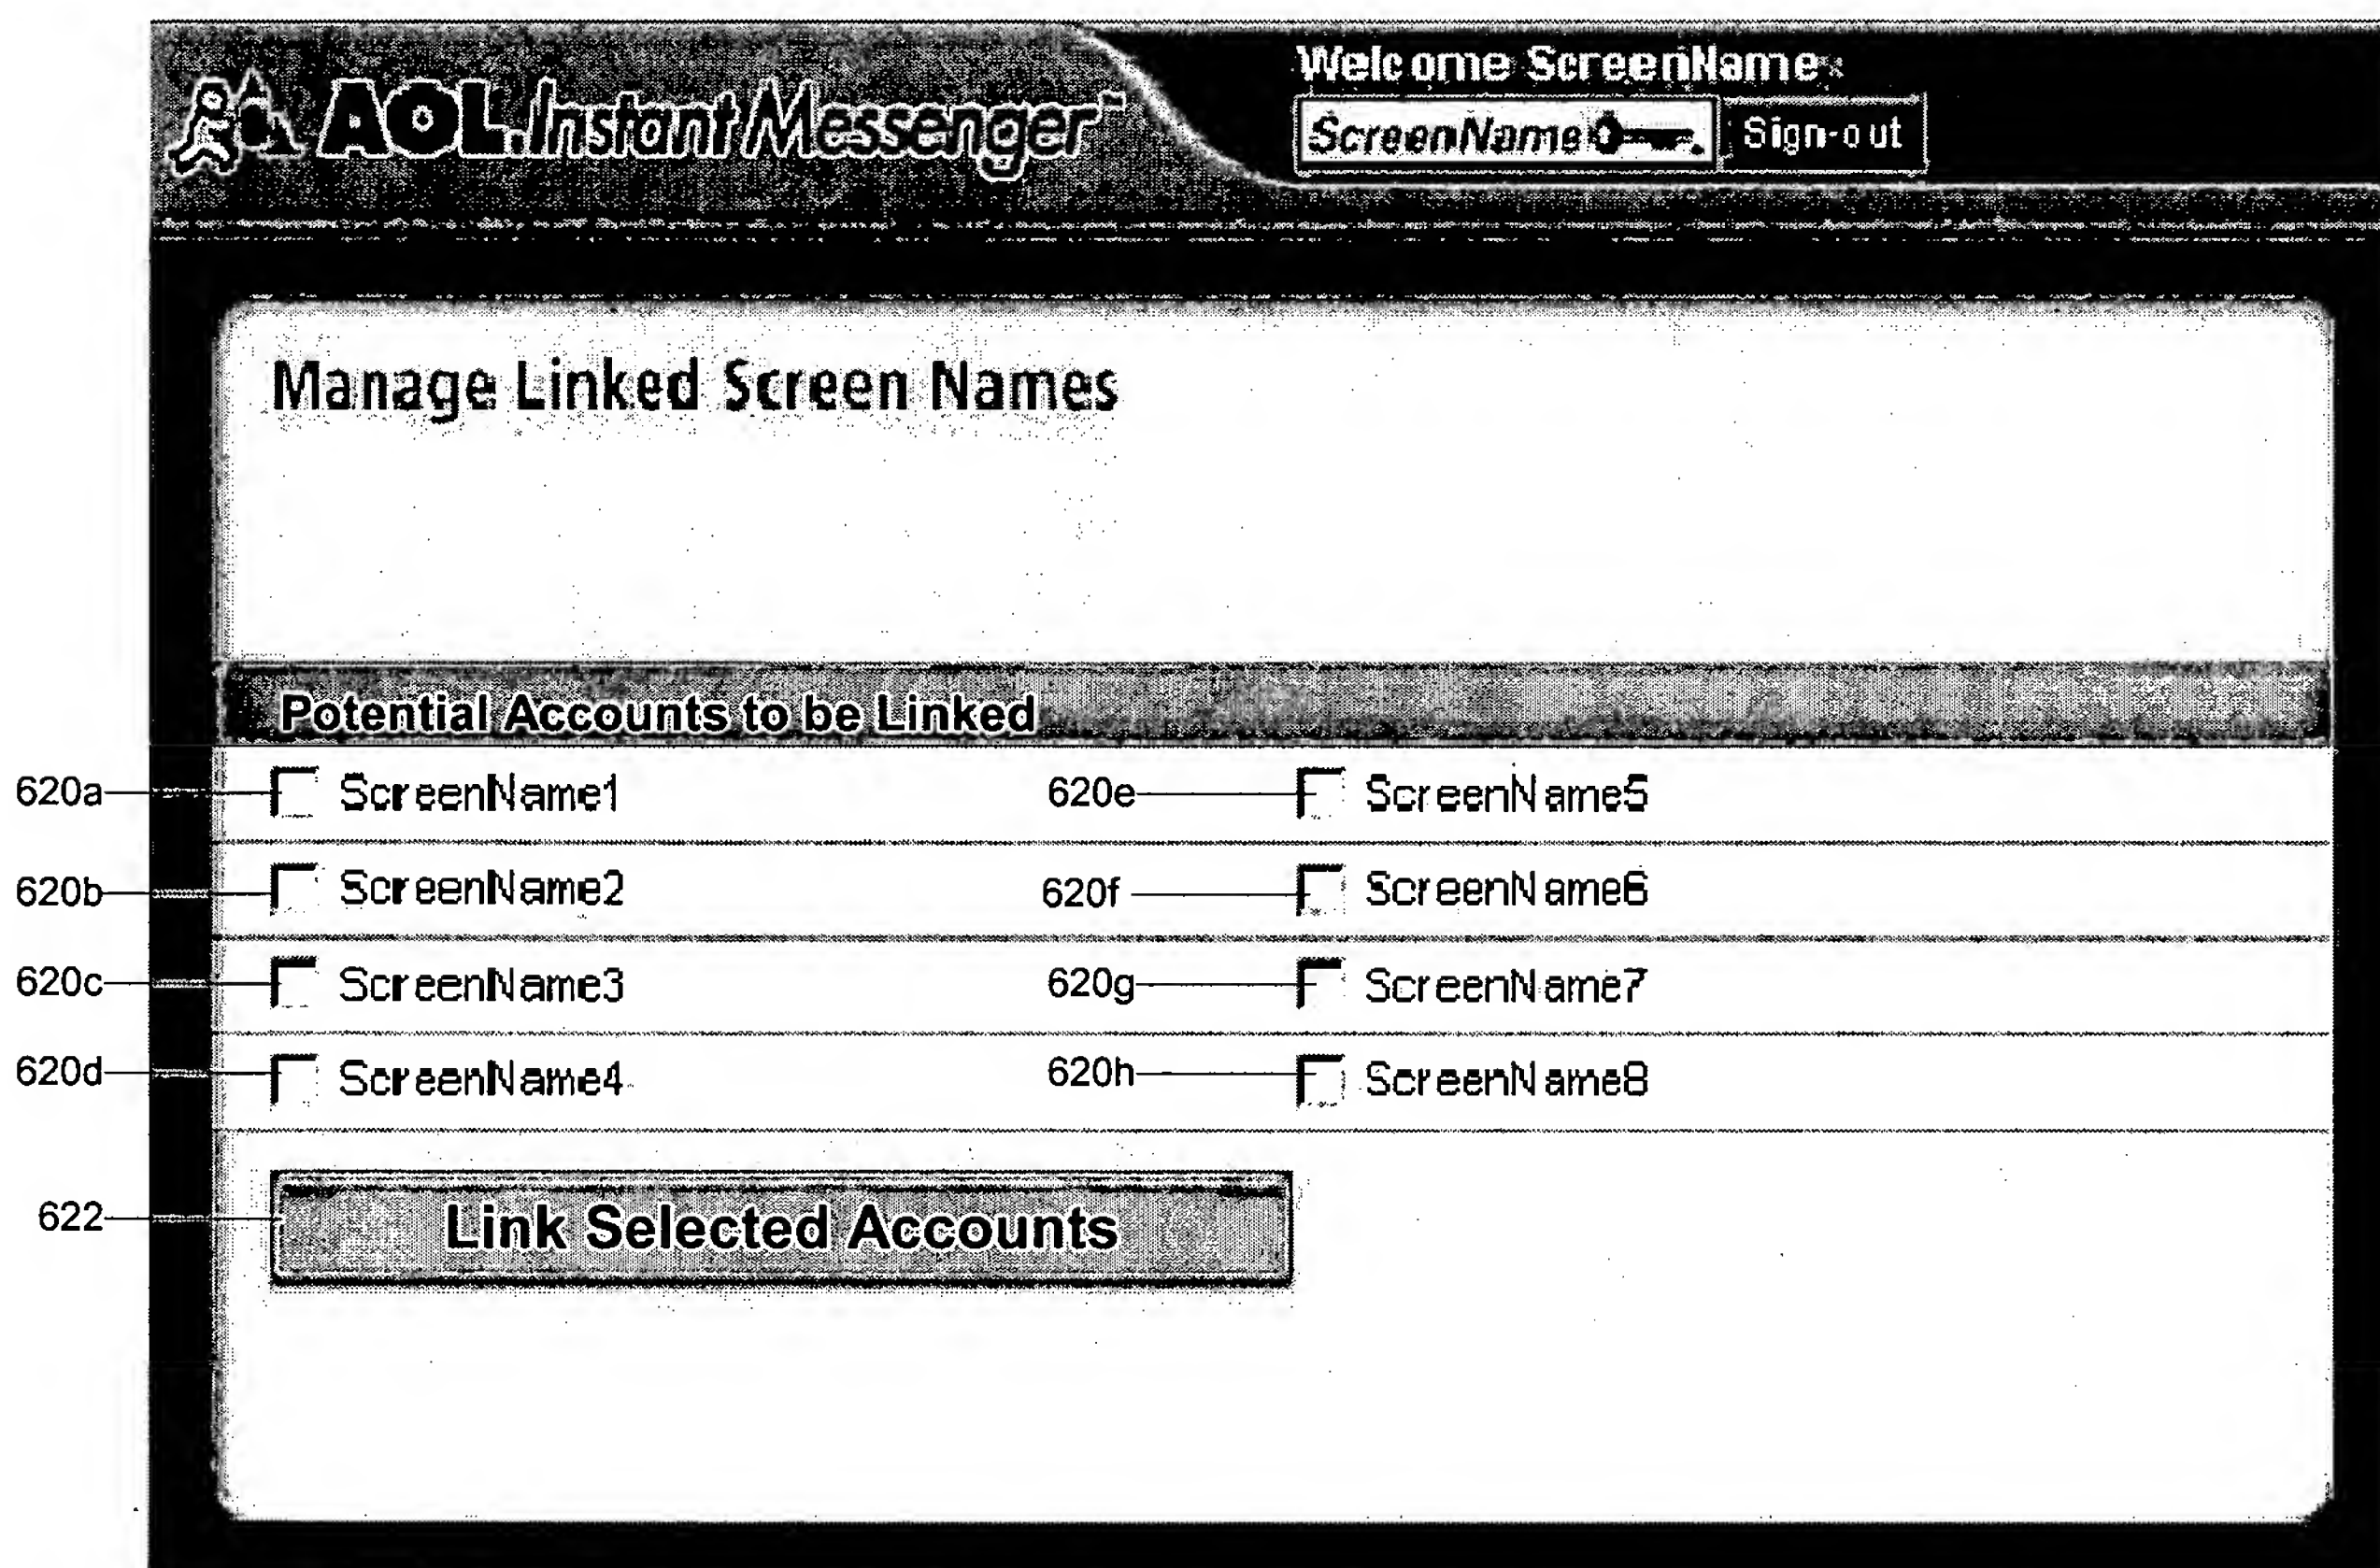 AOL Instant Messenger™
Welcome ScreenName
ScreenName Sign-out
Manage Linked Screen Names
Potential Accounts to be Linked
620a ScreenName1 620e ScreenName5
620b ScreenName2 620f ScreenName6
620c ScreenName3 620g ScreenName7
620d ScreenName4 620h ScreenName8
622 Link Selected Accounts